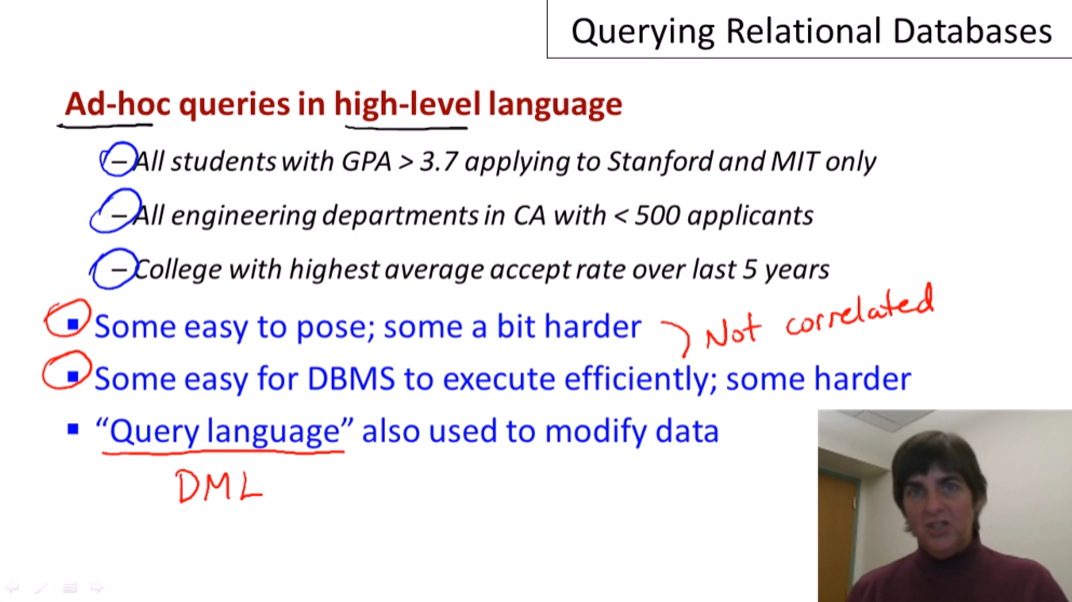 Querying Relational Databases
Ad-hoc queries in high-level language
– All students with GPA > 3.7 applying to Stanford and MIT only
– All engineering departments in CA with < 500 applicants
– College with highest average accept rate over last 5 years
▪ Some easy to pose; some a bit harder
Not correlated
▪ Some easy for DBMS to execute efficiently; some harder
▪ “Query language” also used to modify data
DML